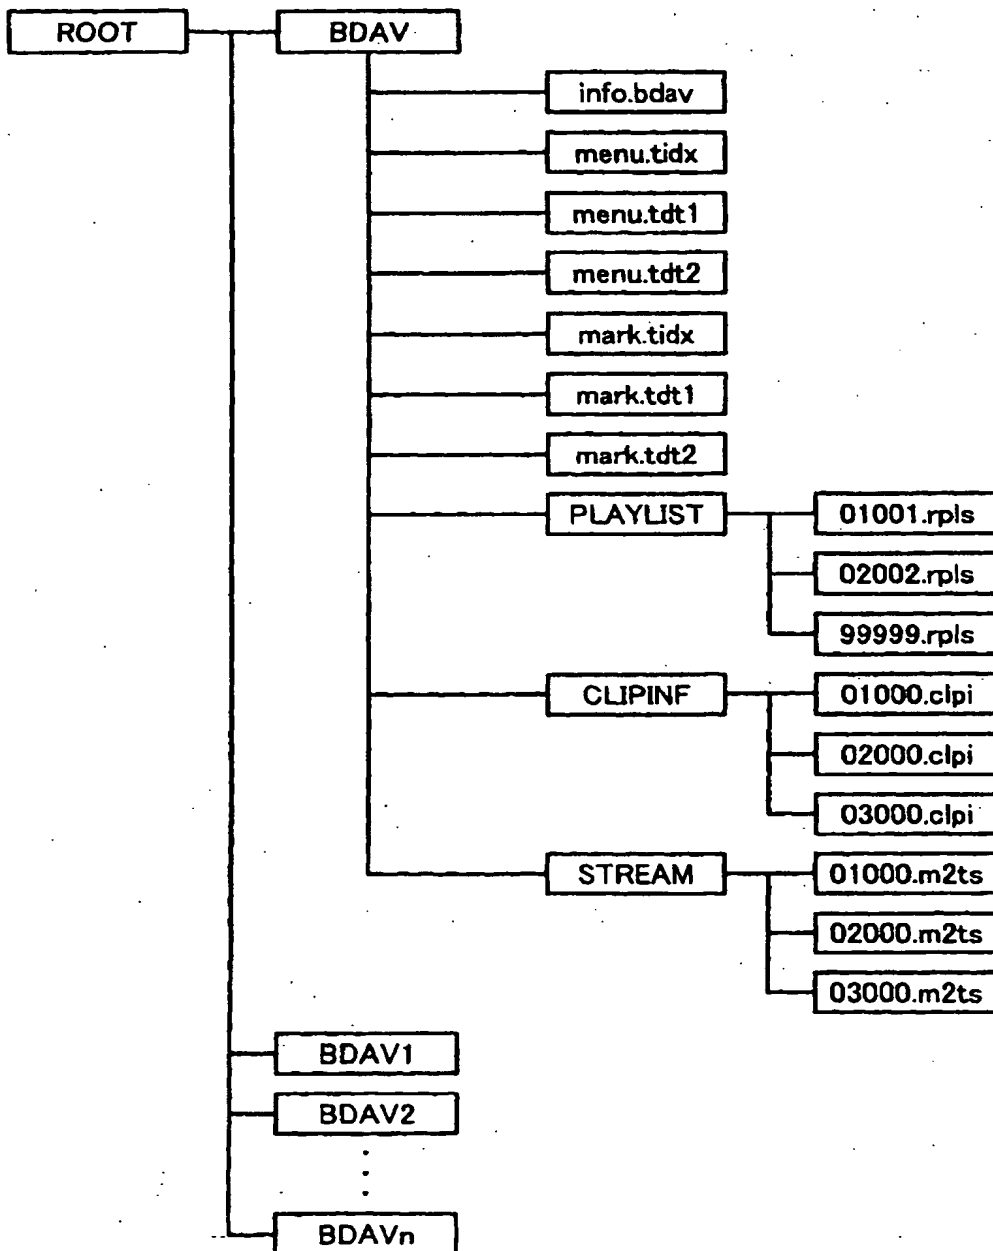 ROOT
BDAV
info.bdav
menu.tidx
menu.tdt1
menu.tdt2
mark.tidx
mark.tdt1
mark.tdt2
PLAYLIST
01001.rpls
02002.rpls
99999.rpls
CLIPINF
01000.clpi
02000.clpi
03000.clpi
STREAM
01000.m2ts
02000.m2ts
03000.m2ts
BDAV1
BDAV2
BDAVn